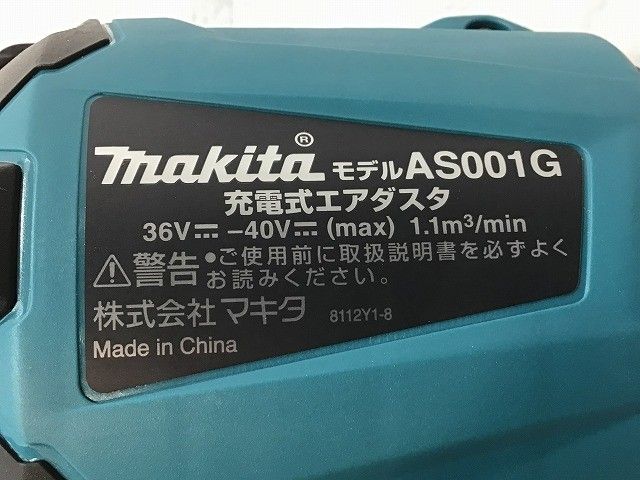 makita® モデルAS001G
充電式エアダスタ
36V⎓ –40V⎓ (max) 1.1m³/min
⚠警告 ●ご使用前に取扱説明書を必ずよく
お読みください。
株式会社マキタ 8112Y1-8
Made in China